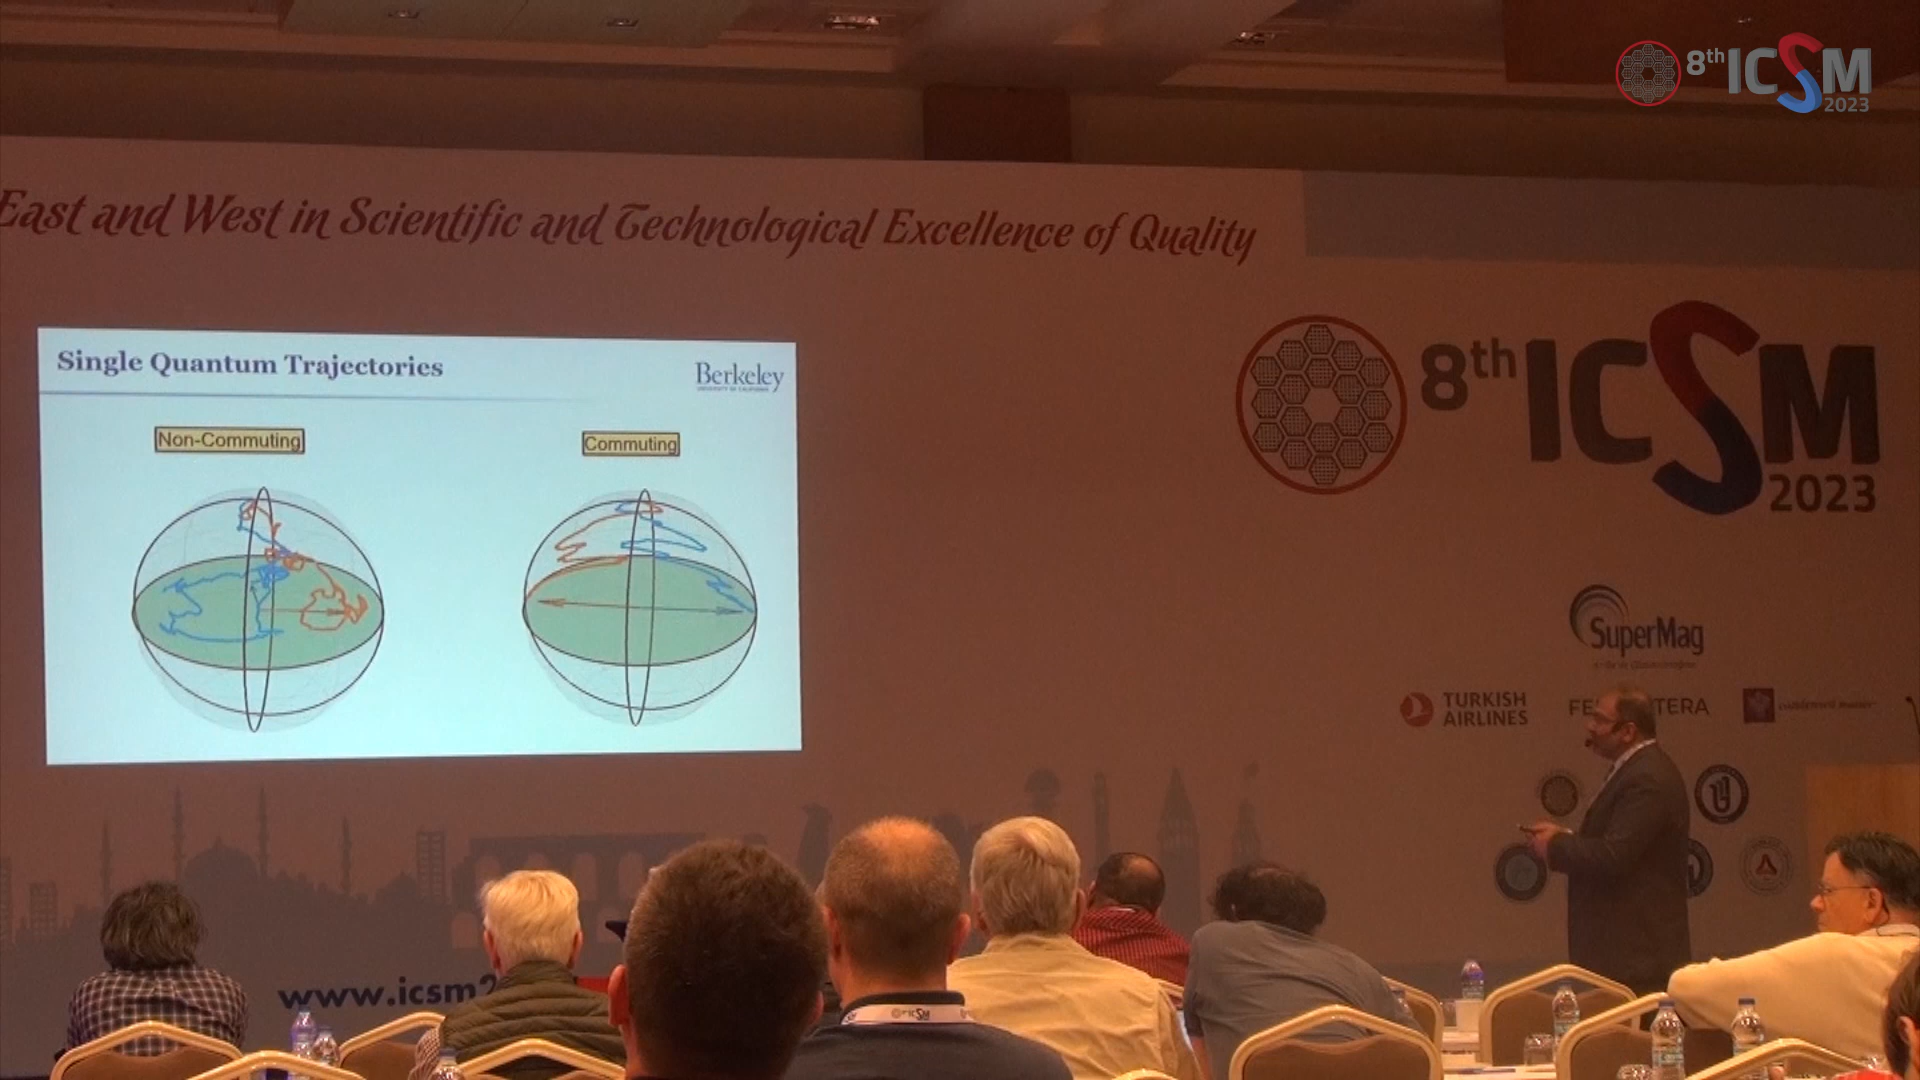 8th ICSM
2023
East and West in Scientific and Technological Excellence of Quality
8th ICSM
2023
Single Quantum Trajectories
Berkeley
Non-Commuting
Commuting
SuperMag
TURKISH
AIRLINES
www.icsm2
ICSM